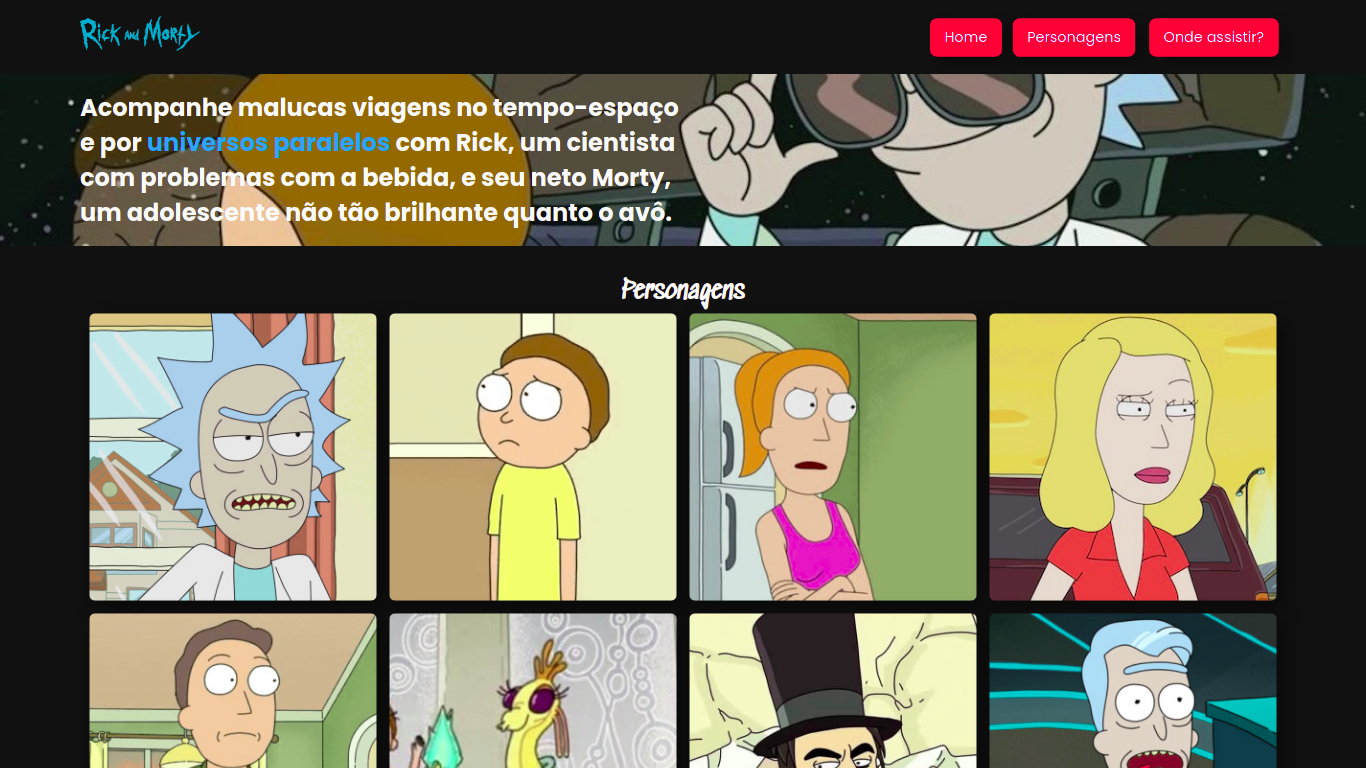 Rick and Morty
Home
Personagens
Onde assistir?
Acompanhe malucas viagens no tempo-espaço
e por universos paralelos com Rick, um cientista
com problemas com a bebida, e seu neto Morty,
um adolescente não tão brilhante quanto o avô.
Personagens